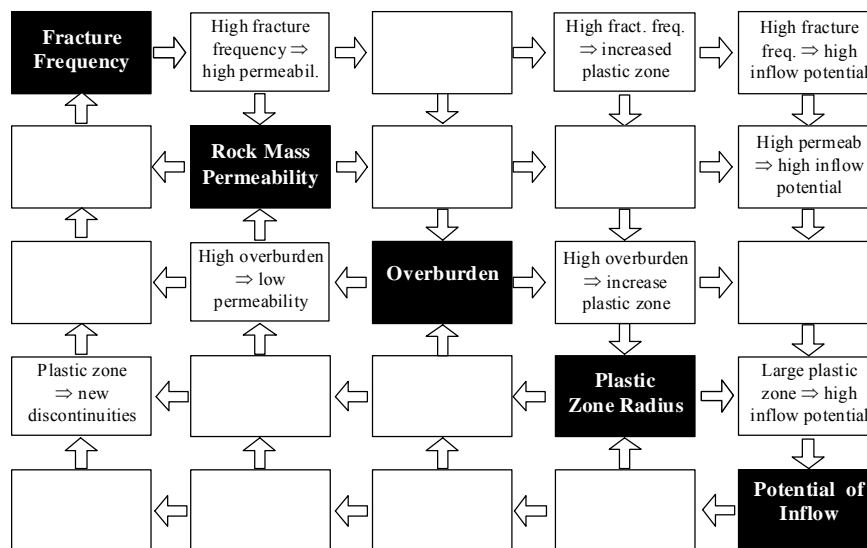 Fracture
Frequency
High fracture
frequency ⇒
high permeabil.
High fract. freq.
⇒ increased
plastic zone
High fracture
freq. ⇒ high
inflow potential
Rock Mass
Permeability
High permeab
⇒ high inflow
potential
High overburden
⇒ low
permeability
Overburden
High overburden
⇒ increase
plastic zone
Plastic zone
⇒ new
discontinuities
Plastic
Zone Radius
Large plastic
zone ⇒ high
inflow potential
Potential of
Inflow